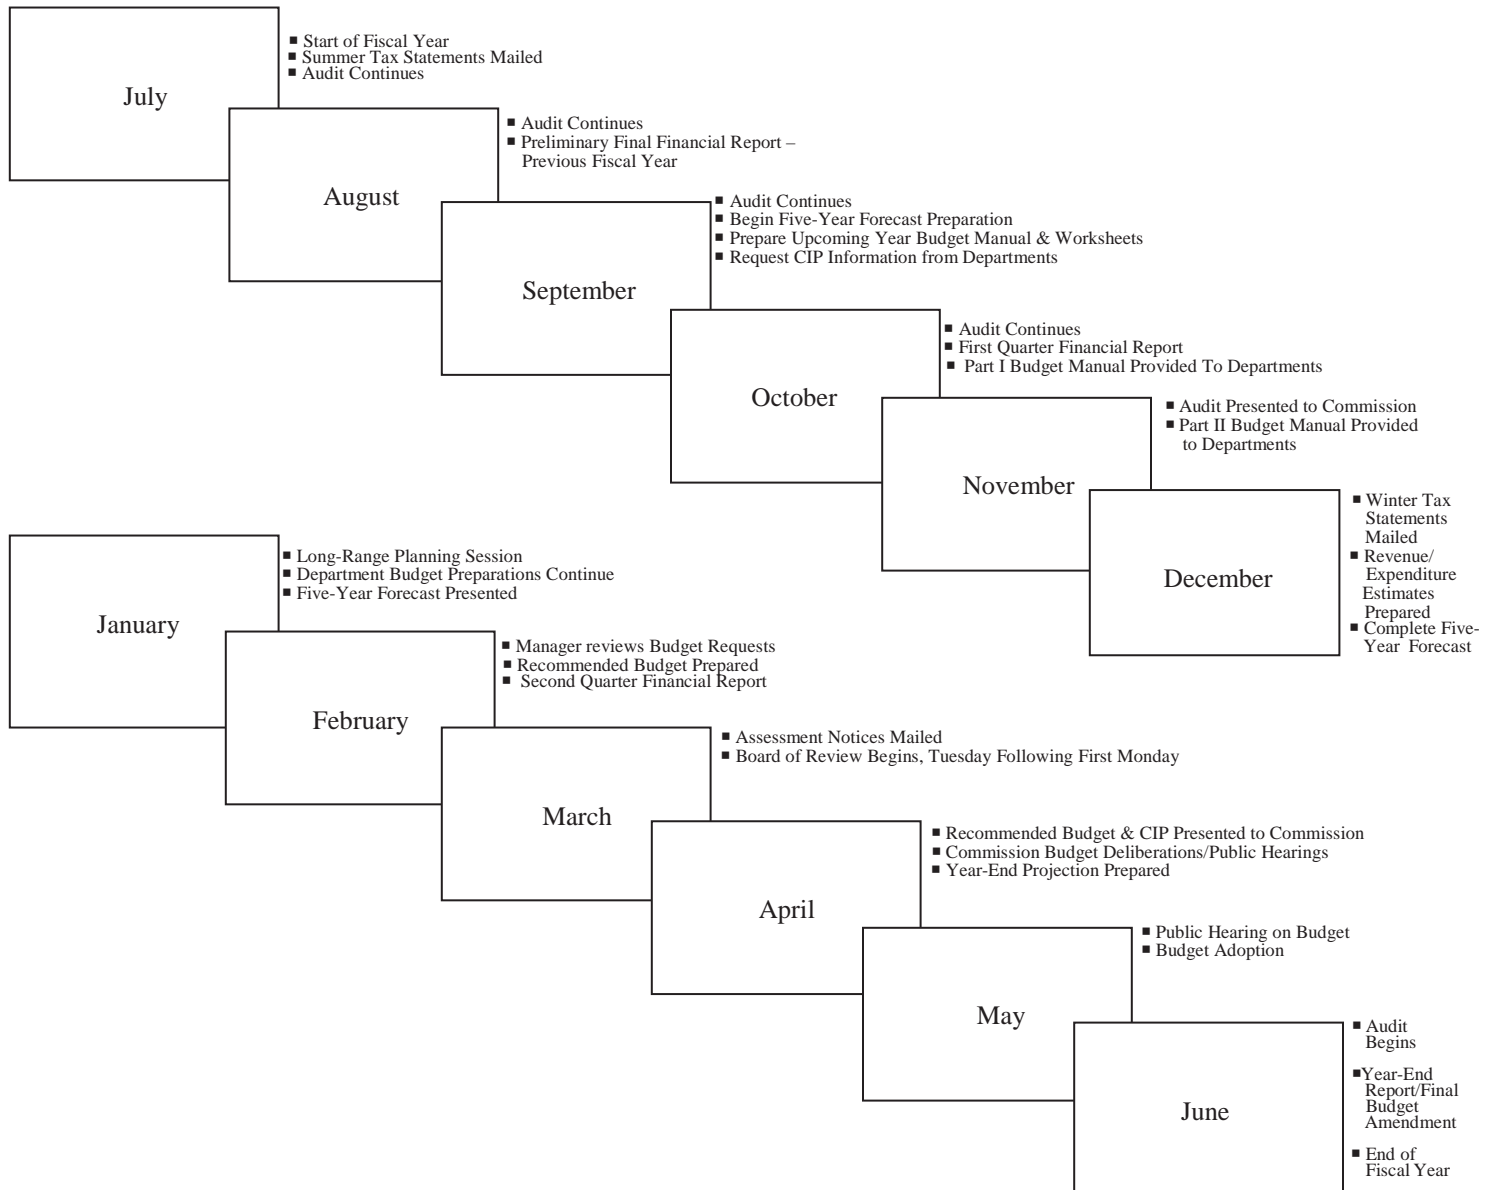 July
■ Start of Fiscal Year
■ Summer Tax Statements Mailed
■ Audit Continues
August
■ Audit Continues
■ Preliminary Final Financial Report –
Previous Fiscal Year
September
■ Audit Continues
■ Begin Five-Year Forecast Preparation
■ Prepare Upcoming Year Budget Manual & Worksheets
■ Request CIP Information from Departments
October
■ Audit Continues
■ First Quarter Financial Report
■ Part I Budget Manual Provided To Departments
November
■ Audit Presented to Commission
■ Part II Budget Manual Provided
to Departments
December
■ Winter Tax
Statements
Mailed
■ Revenue/
Expenditure
Estimates
Prepared
■ Complete Five-
Year Forecast
January
■ Long-Range Planning Session
■ Department Budget Preparations Continue
■ Five-Year Forecast Presented
February
■ Manager reviews Budget Requests
■ Recommended Budget Prepared
■ Second Quarter Financial Report
March
■ Assessment Notices Mailed
■ Board of Review Begins, Tuesday Following First Monday
April
■ Recommended Budget & CIP Presented to Commission
■ Commission Budget Deliberations/Public Hearings
■ Year-End Projection Prepared
May
■ Public Hearing on Budget
■ Budget Adoption
June
■ Audit
Begins
■Year-End
Report/Final
Budget
Amendment
■ End of
Fiscal Year